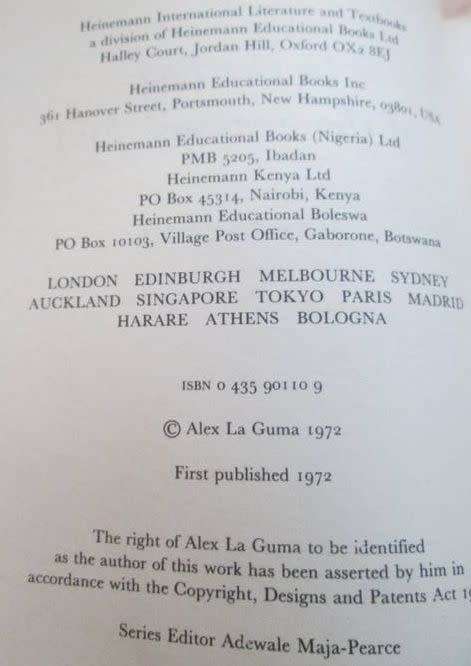 Heinemann International Literature and Textbooks
a division of Heinemann Educational Books Ltd
Halley Court, Jordan Hill, Oxford OX2 8EJ
Heinemann Educational Books Inc
361 Hanover Street, Portsmouth, New Hampshire, 03801, USA
Heinemann Educational Books (Nigeria) Ltd
PMB 5205, Ibadan
Heinemann Kenya Ltd
PO Box 45314, Nairobi, Kenya
Heinemann Educational Boleswa
PO Box 10103, Village Post Office, Gaborone, Botswana
LONDON EDINBURGH MELBOURNE SYDNEY
AUCKLAND SINGAPORE TOKYO PARIS MADRID
HARARE ATHENS BOLOGNA
ISBN 0 435 90110 9
© Alex La Guma 1972
First published 1972
The right of Alex La Guma to be identified
as the author of this work has been asserted by him in
accordance with the Copyright, Designs and Patents Act
Series Editor Adewale Maja-Pearce